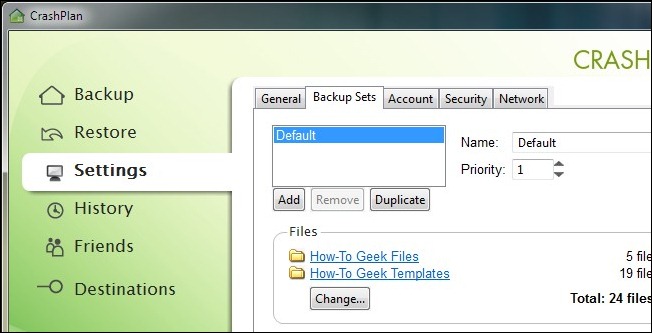 CrashPlan
CRASH
Backup
Restore
Settings
History
Friends
Destinations
General Backup Sets Account Security Network
Default
Name: Default
Priority: 1
Add Remove Duplicate
Files
How-To Geek Files 5 file
How-To Geek Templates 19 file
Change... Total: 24 files